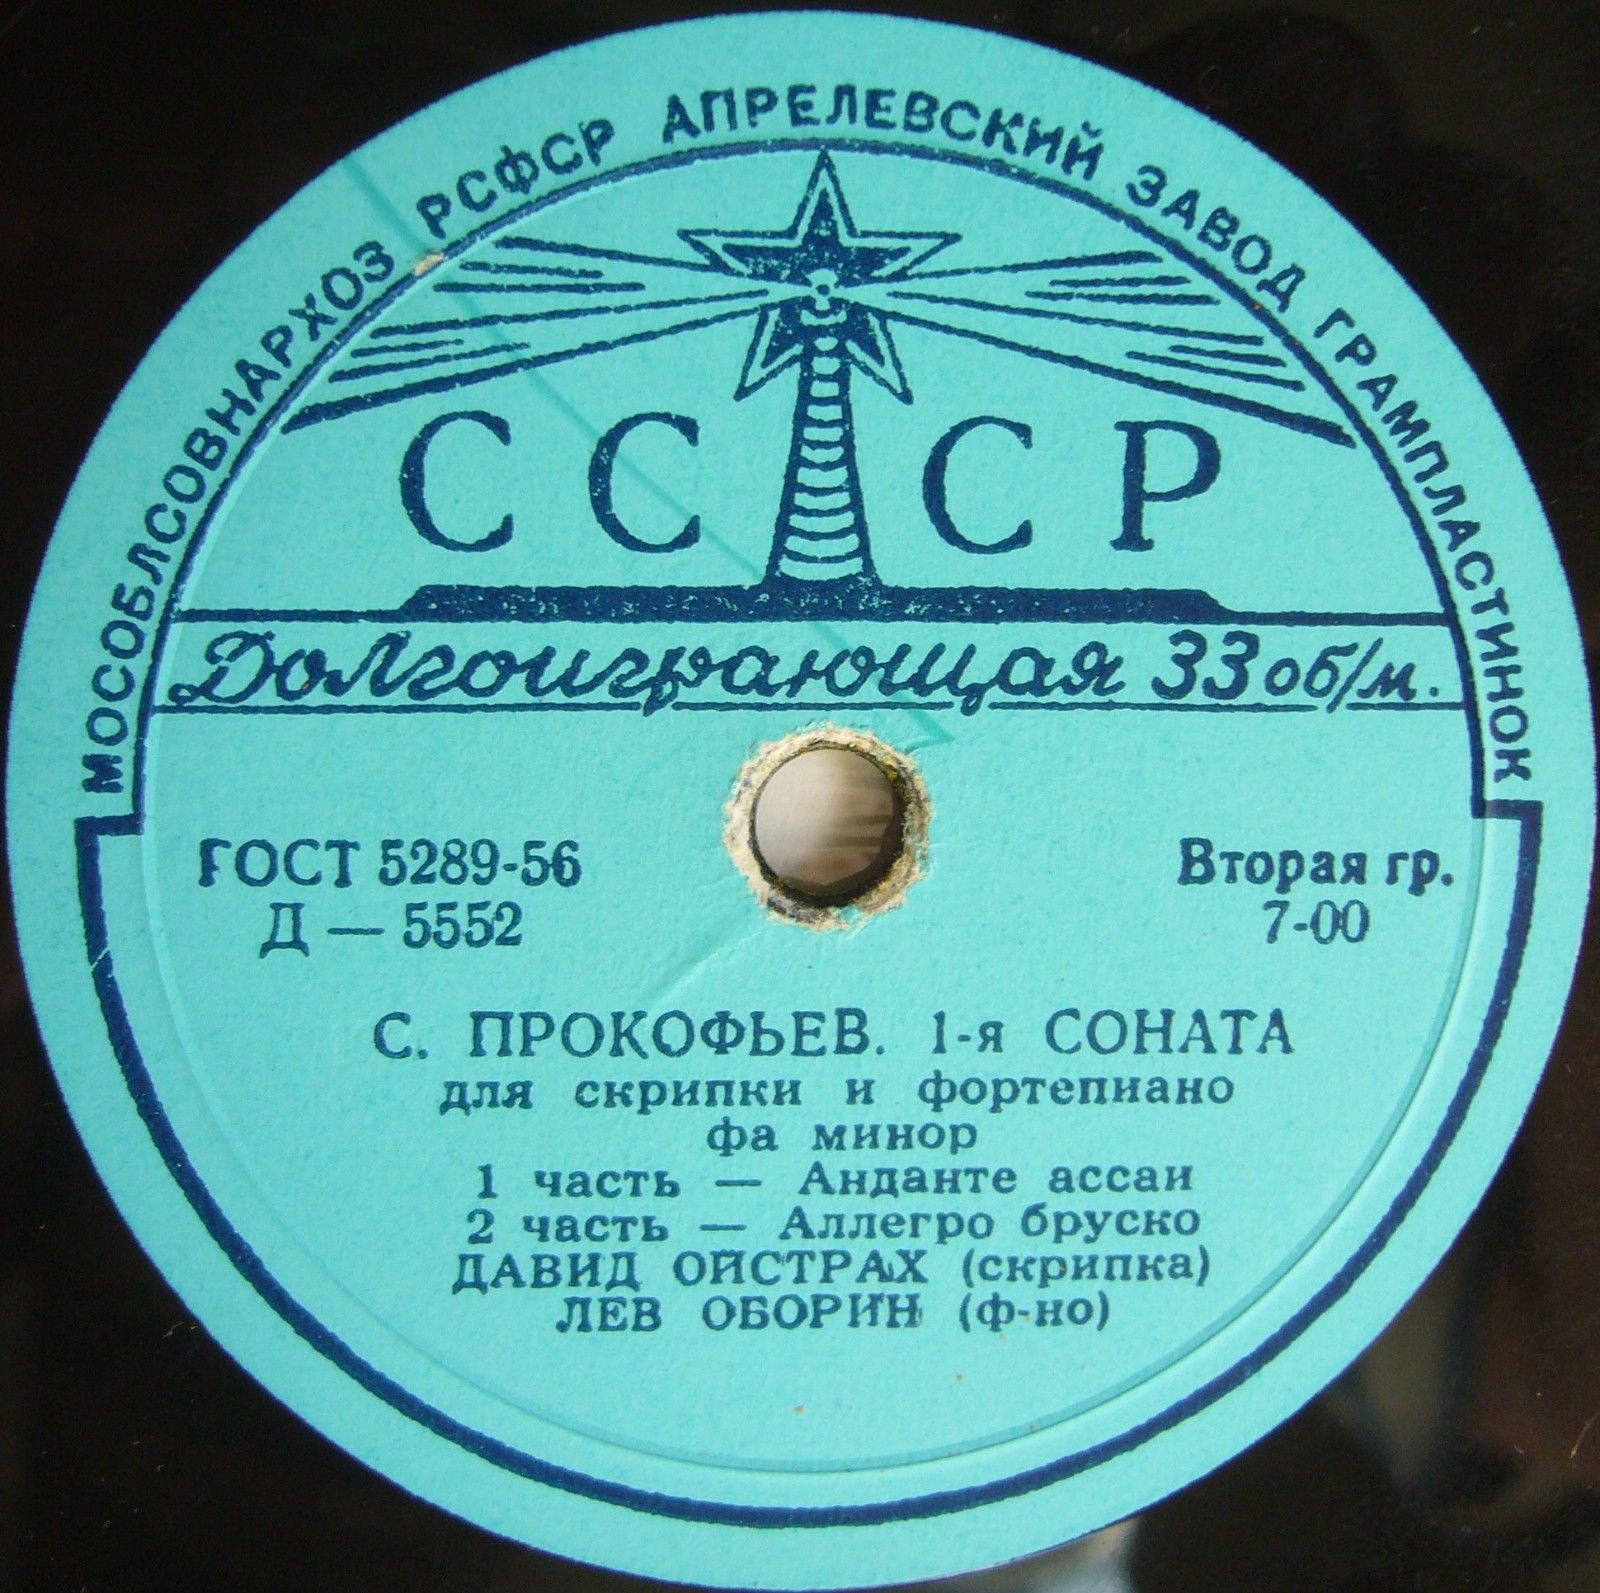 МОСОБЛСОВНАРХОЗ РСФСР АПРЕЛЕВСКИЙ ЗАВОД ГРАМПЛАСТИНОК
СССР
Долгоиграющая 33 об/м.
ГОСТ 5289-56
Д — 5552
Вторая гр.
7-00
С. ПРОКОФЬЕВ. 1-я СОНАТА
для скрипки и фортепиано
фа минор
1 часть — Анданте ассаи
2 часть — Аллегро бруско
ДАВИД ОЙСТРАХ (скрипка)
ЛЕВ ОБОРИН (ф-но)